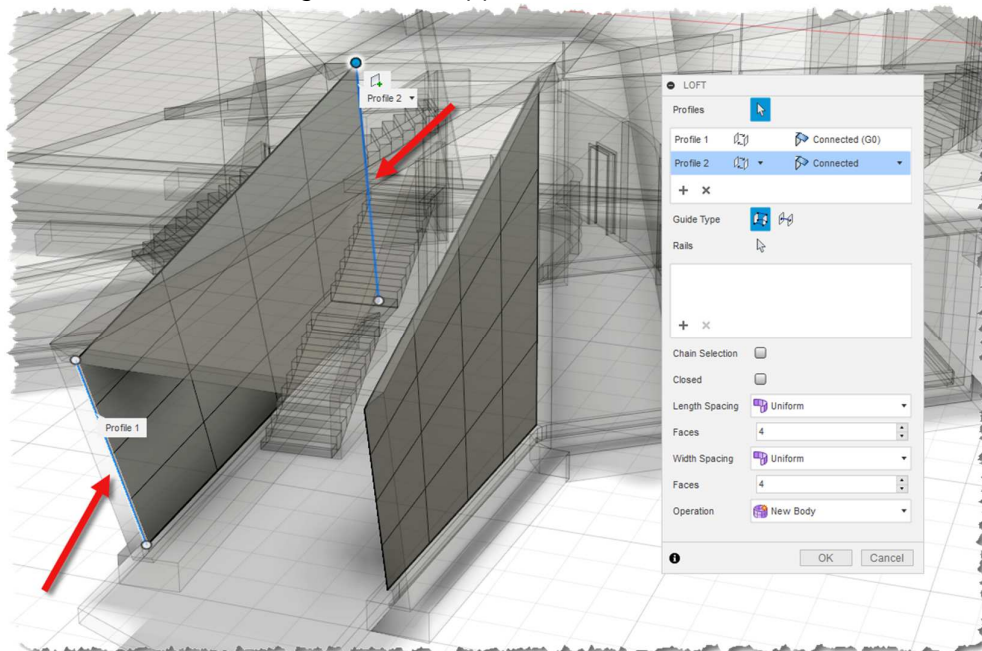 Profile 2
Profile 1
LOFT
Profiles
Profile 1 Connected (G0)
Profile 2 Connected
Guide Type
Rails
Chain Selection
Closed
Length Spacing Uniform
Faces 4
Width Spacing Uniform
Faces 4
Operation New Body
OK Cancel